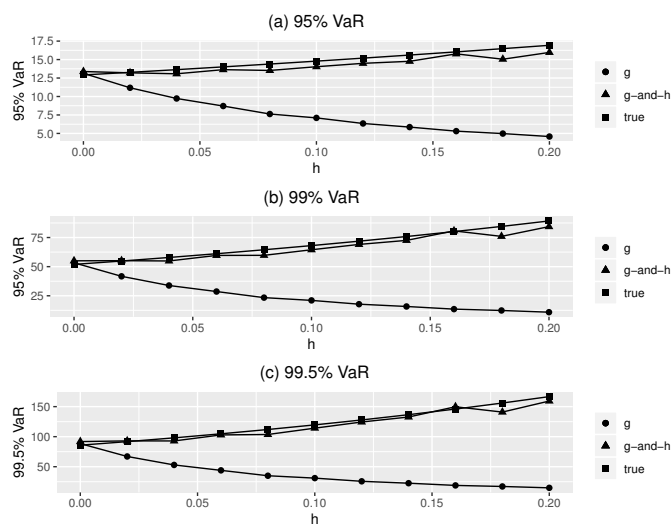 (a) 95% VaR
17.5
15.0
12.5
10.0
7.5
5.0
95% VaR
0.00 0.05 0.10 0.15 0.20
h
g
g-and-h
true
(b) 99% VaR
75
50
25
95% VaR
0.00 0.05 0.10 0.15 0.20
h
g
g-and-h
true
(c) 99.5% VaR
150
100
50
99.5% VaR
0.00 0.05 0.10 0.15 0.20
h
g
g-and-h
true